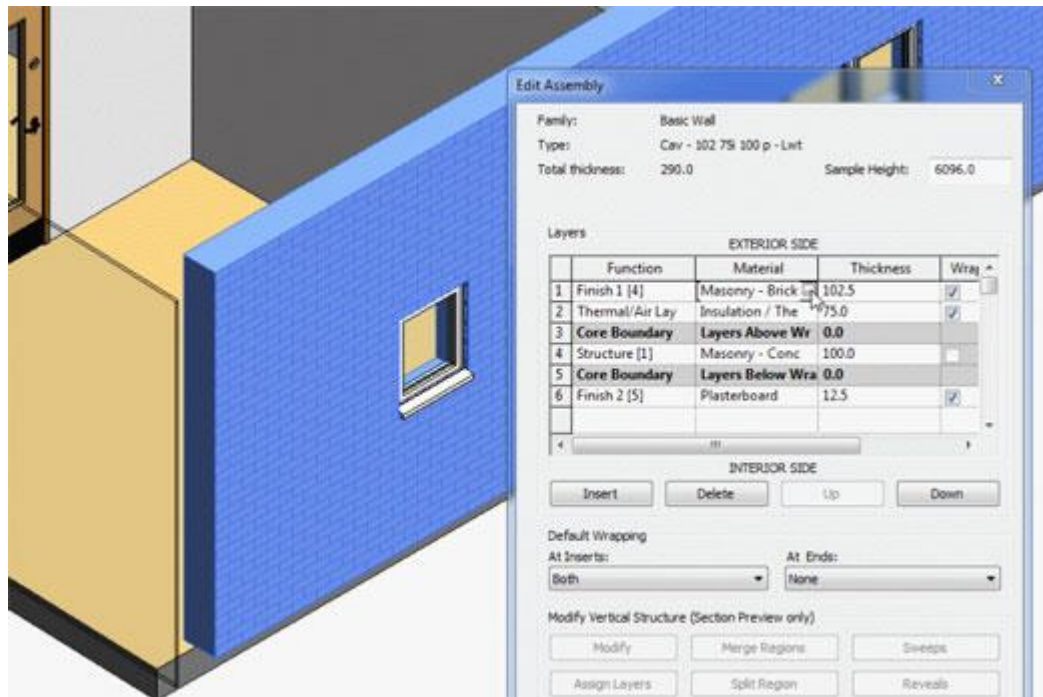 Edit Assembly
Family: Basic Wall
Type: Cav - 102 75i 100 p - Lwt
Total thickness: 290.0 Sample Height: 6096.0
Layers
EXTERIOR SIDE
Function Material Thickness Wrap
1 Finish 1 [4] Masonry - Brick 102.5
2 Thermal/Air Lay Insulation / The 75.0
3 Core Boundary Layers Above Wr 0.0
4 Structure [1] Masonry - Conc 100.0
5 Core Boundary Layers Below Wra 0.0
6 Finish 2 [5] Plasterboard 12.5
INTERIOR SIDE
Insert Delete Up Down
Default Wrapping
At Inserts: At Ends:
Both None
Modify Vertical Structure (Section Preview only)
Modify Merge Regions Sweeps
Assign Layers Split Region Reveals